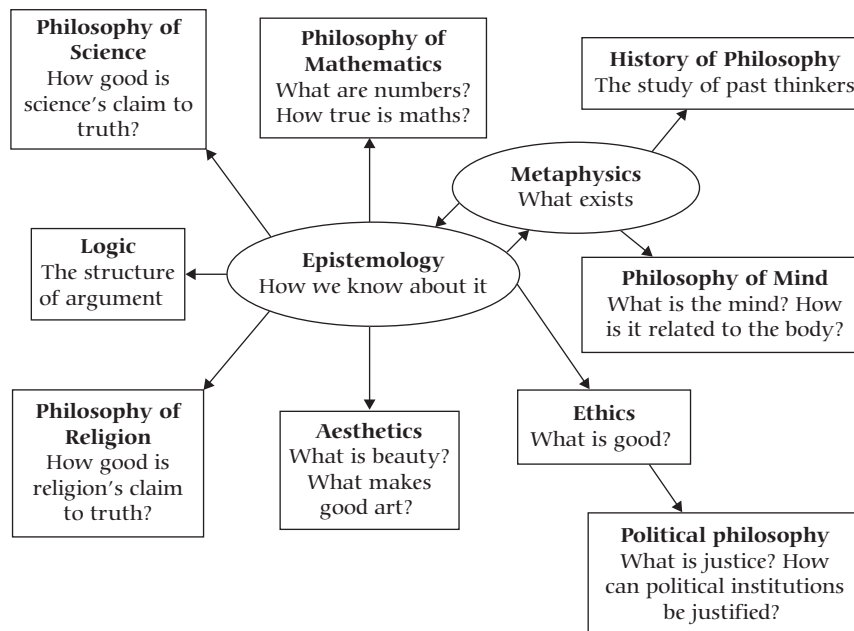 Philosophy of
Science
How good is
science's claim to
truth?
Philosophy of
Mathematics
What are numbers?
How true is maths?
History of Philosophy
The study of past thinkers
Metaphysics
What exists
Logic
The structure
of argument
Epistemology
How we know about it
Philosophy of Mind
What is the mind? How
is it related to the body?
Philosophy of
Religion
How good is
religion's claim
to truth?
Aesthetics
What is beauty?
What makes
good art?
Ethics
What is good?
Political philosophy
What is justice? How
can political institutions
be justified?